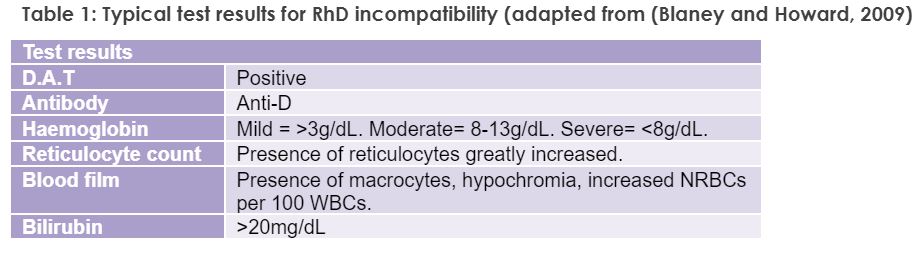 Table 1: Typical test results for RhD incompatibility (adapted from (Blaney and Howard, 2009)
Test results
D.A.T Positive
Antibody Anti-D
Haemoglobin Mild = >3g/dL. Moderate= 8-13g/dL. Severe= <8g/dL.
Reticulocyte count Presence of reticulocytes greatly increased.
Blood film Presence of macrocytes, hypochromia, increased NRBCs
per 100 WBCs.
Bilirubin >20mg/dL